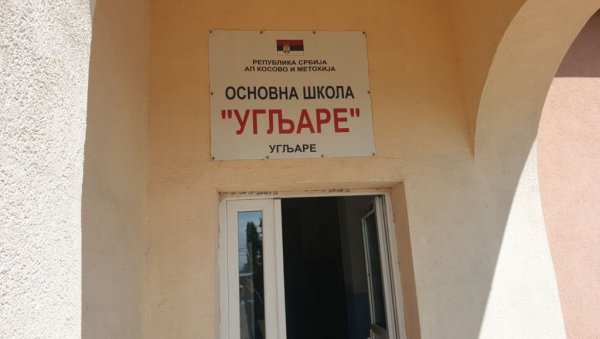 РЕПУБЛИКА СРБИЈА
АП КОСОВО И МЕТОХИЈА
ОСНОВНА ШКОЛА
"УГЉАРЕ"
УГЉАРЕ